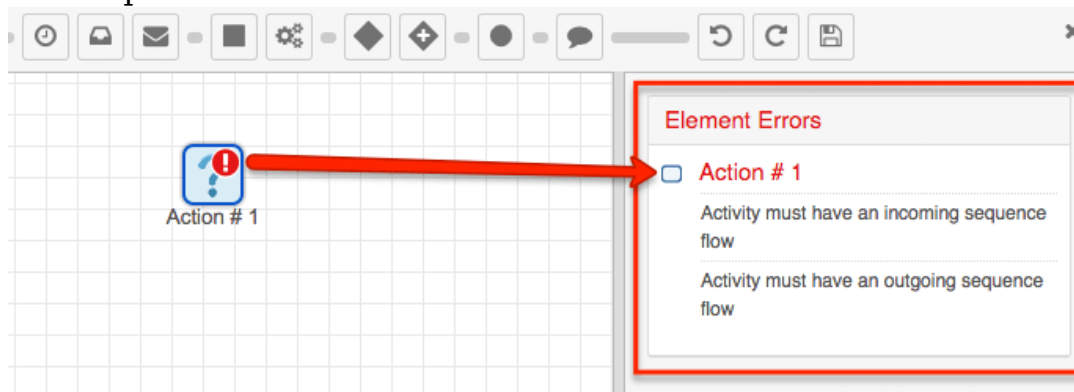 Element Errors
Action # 1
Action # 1
Activity must have an incoming sequence
flow
Activity must have an outgoing sequence
flow